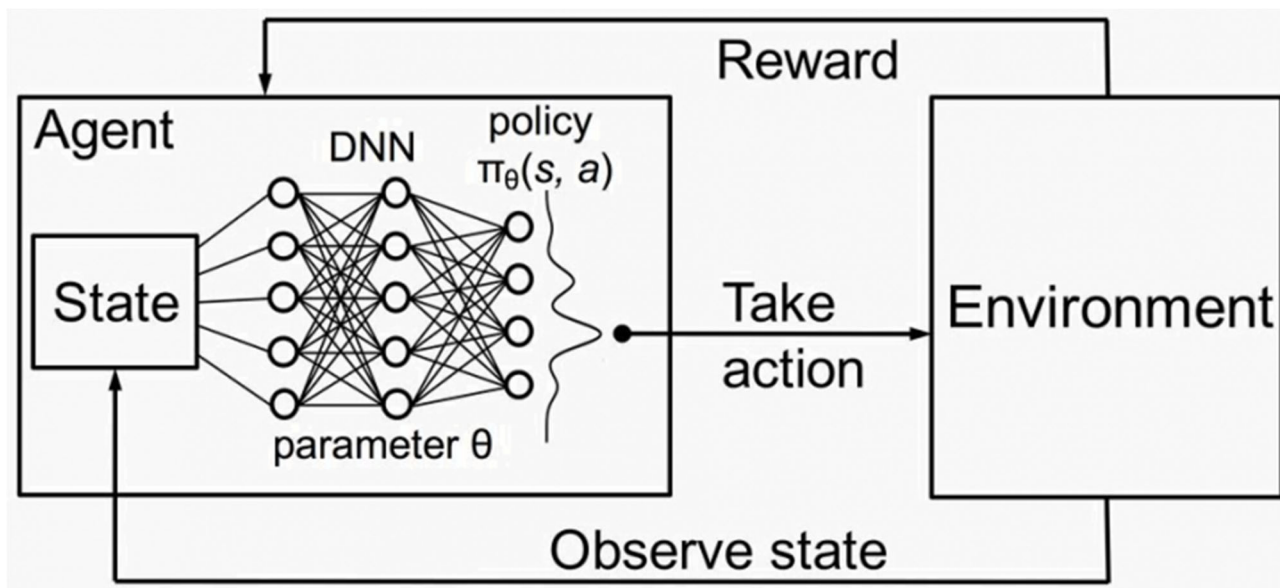 Reward
Agent
DNN
policy
πθ(s, a)
State
Take
action
Environment
parameter θ
Observe state